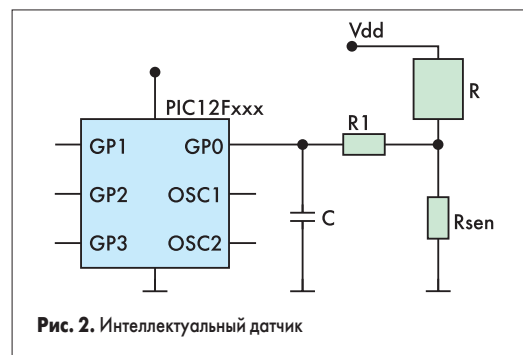 Vdd
PIC12Fxxx
R
R1
GP1 GP0
GP2 OSC1
C
Rsen
GP3 OSC2
Рис. 2. Интеллектуальный датчик